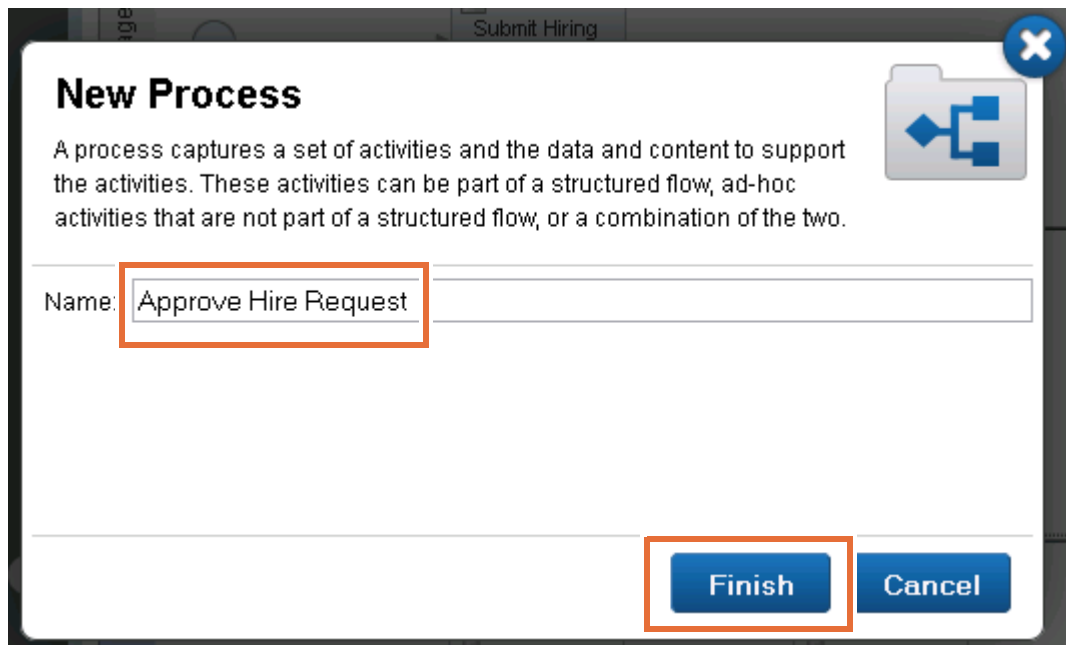 Submit Hiring
New Process
A process captures a set of activities and the data and content to support
the activities. These activities can be part of a structured flow, ad-hoc
activities that are not part of a structured flow, or a combination of the two.
Name: Approve Hire Request
Finish Cancel